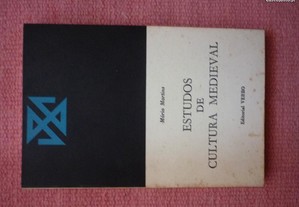 Mário Martins
ESTUDOS
DE
CULTURA MEDIEVAL
Editorial VERBO